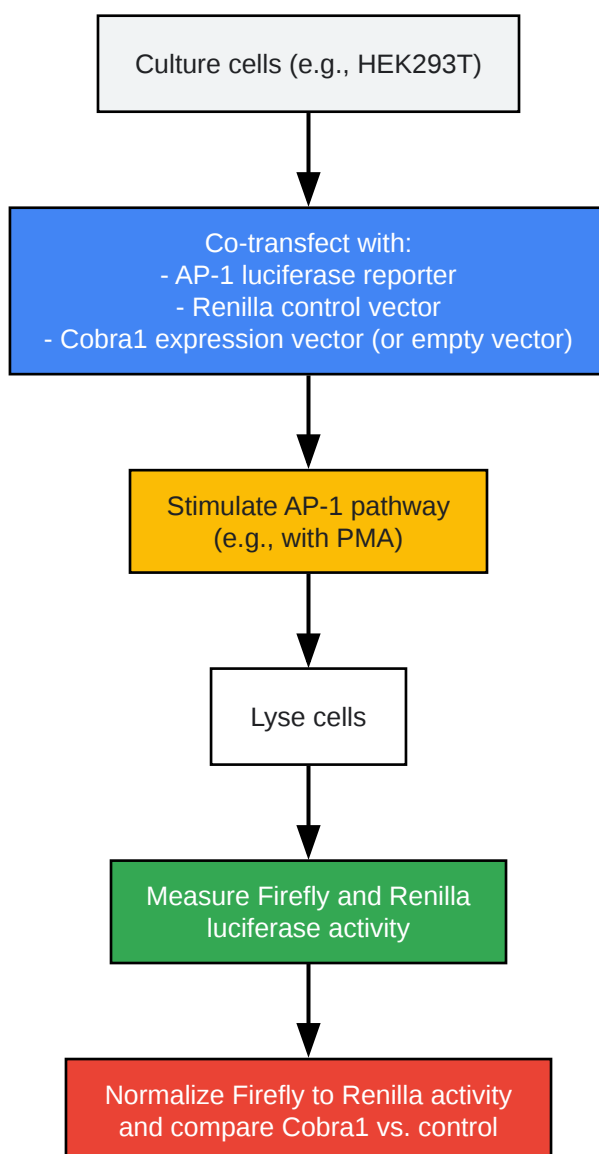 Culture cells (e.g., HEK293T)
Co-transfect with:
- AP-1 luciferase reporter
- Renilla control vector
- Cobra1 expression vector (or empty vector)
Stimulate AP-1 pathway
(e.g., with PMA)
Lyse cells
Measure Firefly and Renilla
luciferase activity
Normalize Firefly to Renilla activity
and compare Cobra1 vs. control